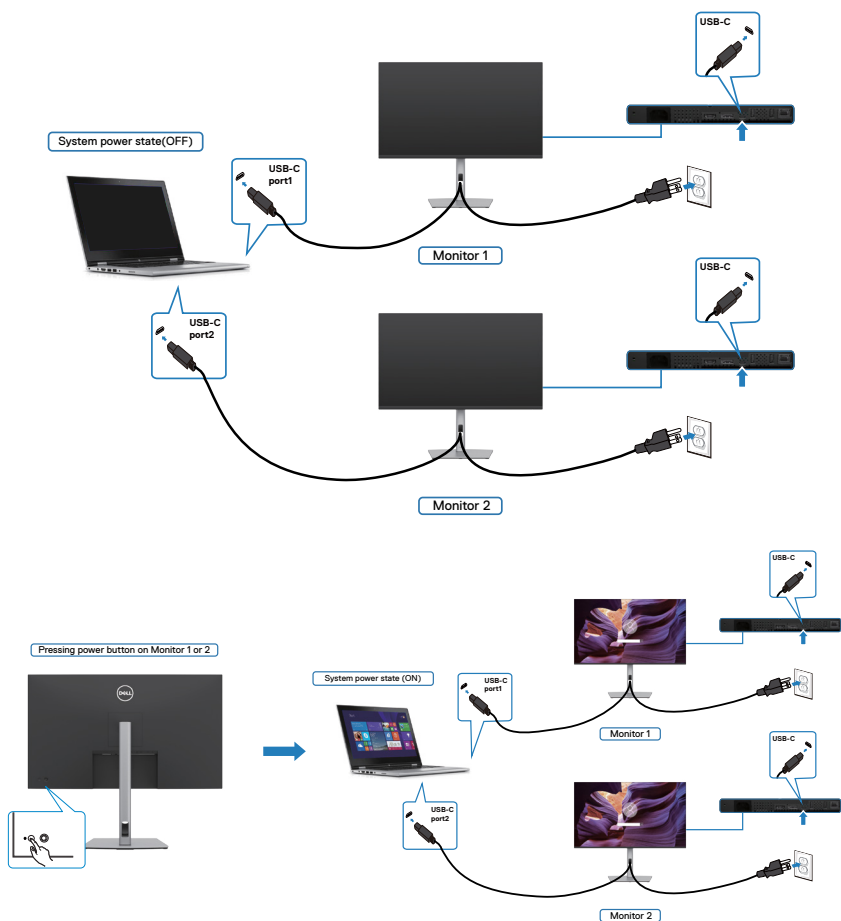 USB-C
System power state(OFF)
USB-C
port1
Monitor 1
USB-C
USB-C
port2
Monitor 2
USB-C
Pressing power button on Monitor 1 or 2
DELL
System power state (ON)
USB-C
port1
Monitor 1
USB-C
USB-C
port2
Monitor 2